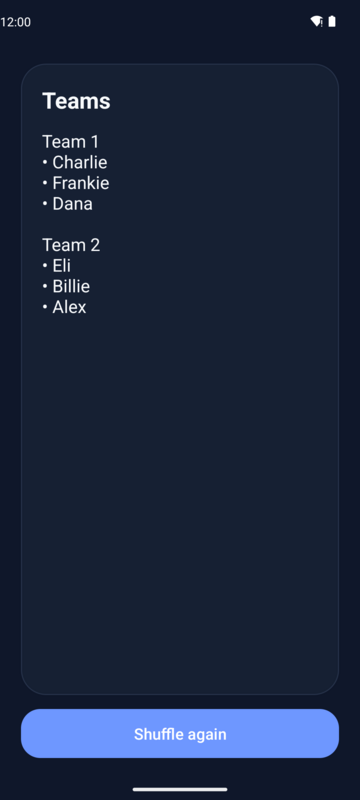 12:00
Teams
Team 1
• Charlie
• Frankie
• Dana
Team 2
• Eli
• Billie
• Alex
Shuffle again